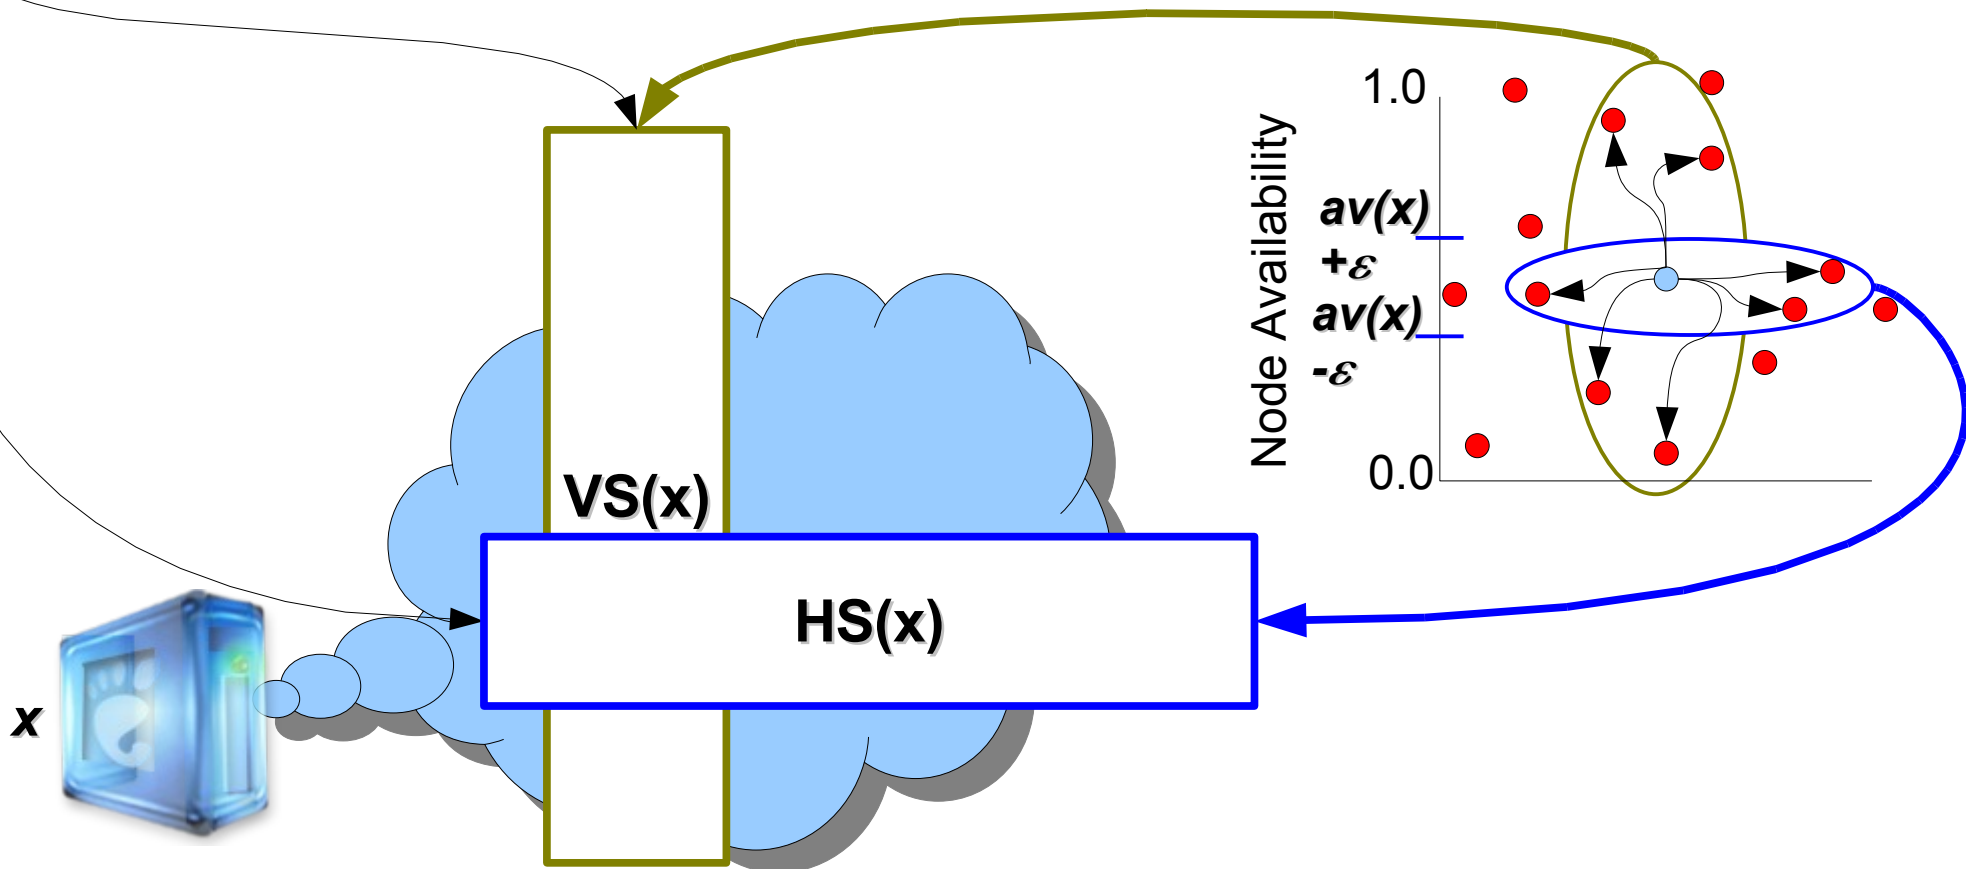 1.0
Node Availability
av(x)
+ε
av(x)
-ε
0.0
VS(x)
HS(x)
x